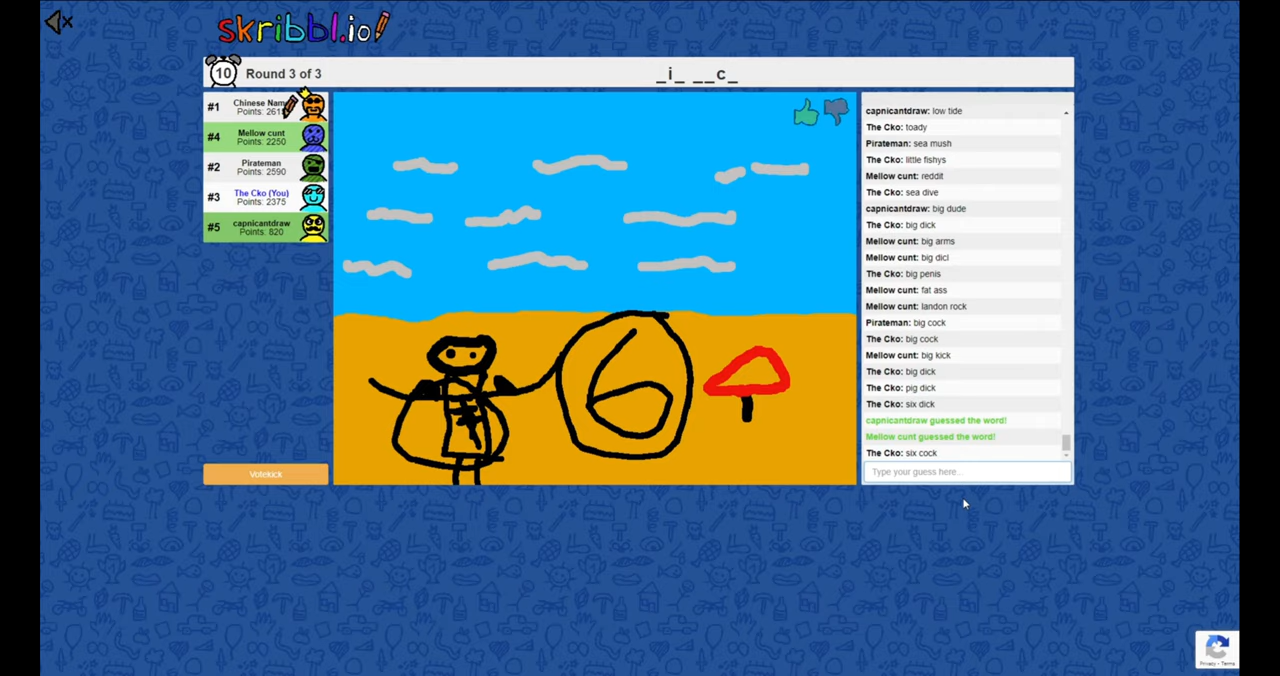 skribbl.io
10 Round 3 of 3 _i_ __c_
#1 Chinese Nam
Points: 261
#4 Mellow cunt
Points: 2250
#2 Pirateman
Points: 2590
#3 The Cko (You)
Points: 2375
#5 capnicantdraw
Points: 820
Votekick
6
capnicantdraw: low tide
The Cko: toady
Pirateman: sea mush
The Cko: little fishys
Mellow cunt: reddit
The Cko: sea dive
capnicantdraw: big dude
The Cko: big dick
Mellow cunt: big arms
Mellow cunt: big dicl
The Cko: big penis
Mellow cunt: fat ass
Mellow cunt: landon rock
Pirateman: big cock
The Cko: big cock
Mellow cunt: big kick
The Cko: big dick
The Cko: pig dick
The Cko: six dick
capnicantdraw guessed the word!
Mellow cunt guessed the word!
The Cko: six cock
Type your guess here...
Privacy - Terms